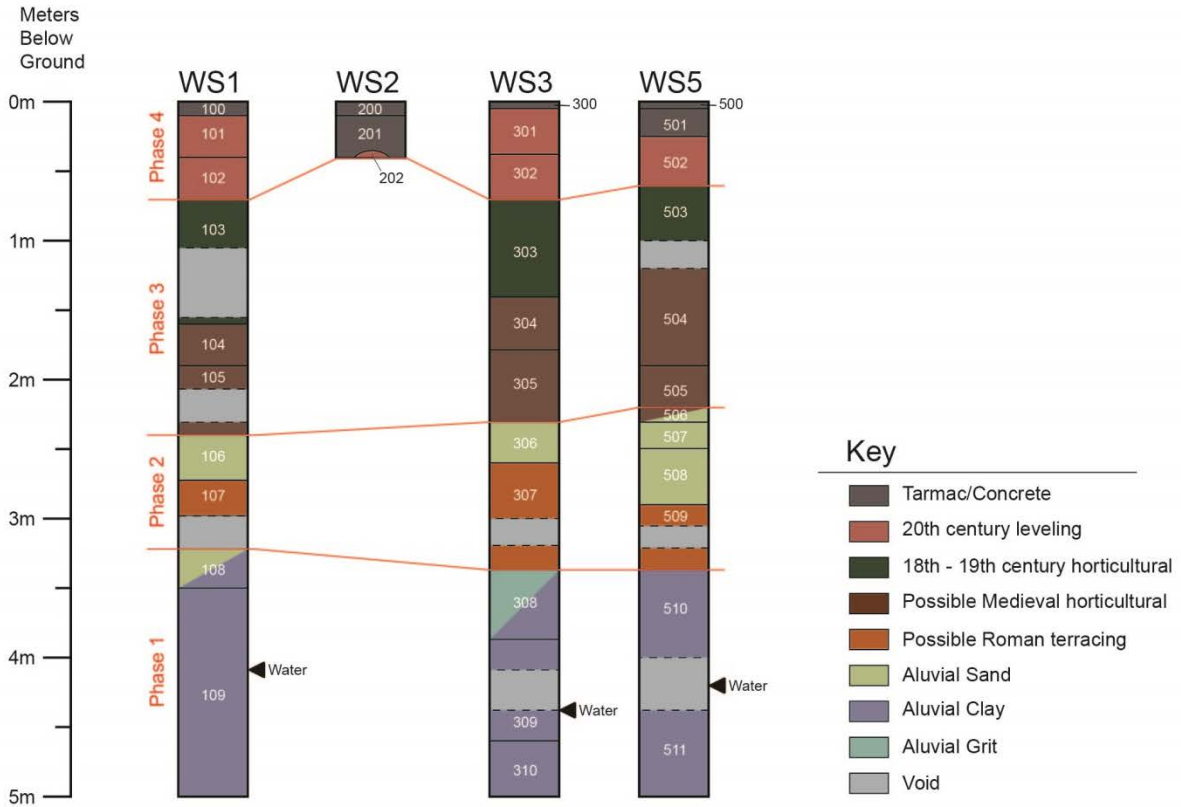 Meters
Below
Ground
WS1
WS2
WS3
WS5
0m
1m
2m
3m
4m
5m
Phase 4
Phase 3
Phase 2
Phase 1
100
101
102
103
104
105
106
107
108
109
Water
200
201
202
300
301
302
303
304
305
306
307
308
309
310
Water
500
501
502
503
504
505
506
507
508
509
510
511
Water
Key
Tarmac/Concrete
20th century leveling
18th - 19th century horticultural
Possible Medieval horticultural
Possible Roman terracing
Aluvial Sand
Aluvial Clay
Aluvial Grit
Void